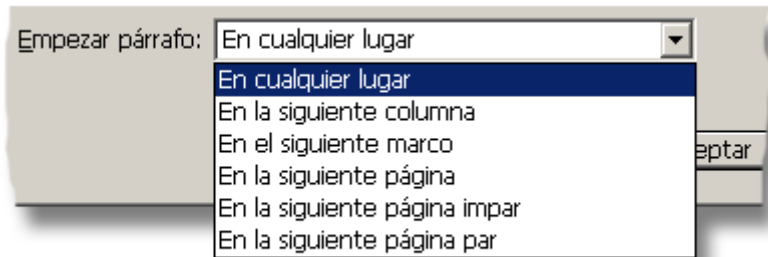 Empezar párrafo: En cualquier lugar
En cualquier lugar
En la siguiente columna
En el siguiente marco
eptar
En la siguiente página
En la siguiente página impar
En la siguiente página par